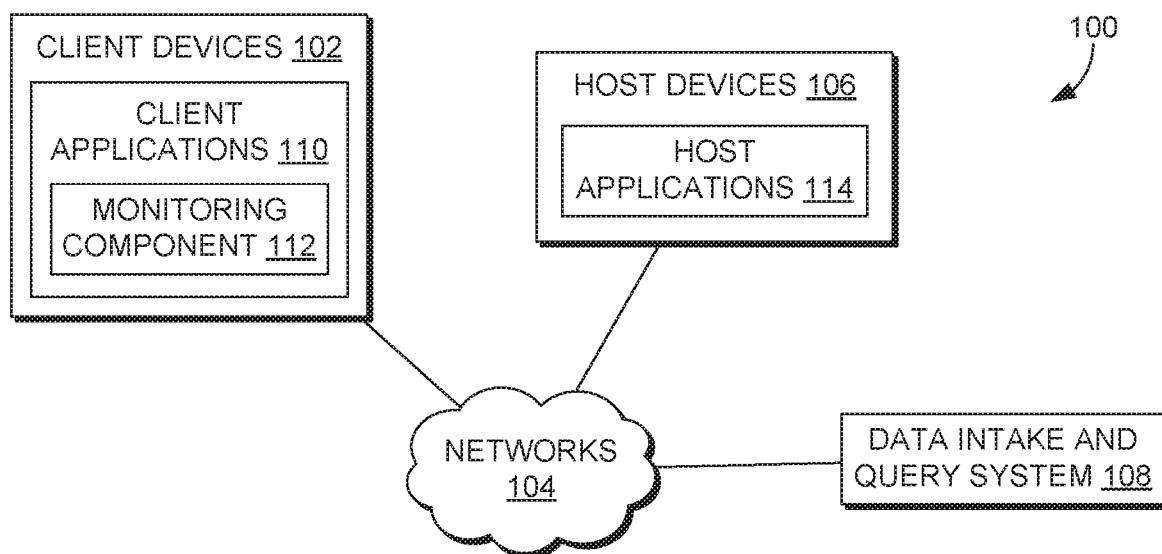 CLIENT DEVICES 102
CLIENT
APPLICATIONS 110
MONITORING
COMPONENT 112
HOST DEVICES 106
HOST
APPLICATIONS 114
100
NETWORKS
104
DATA INTAKE AND
QUERY SYSTEM 108